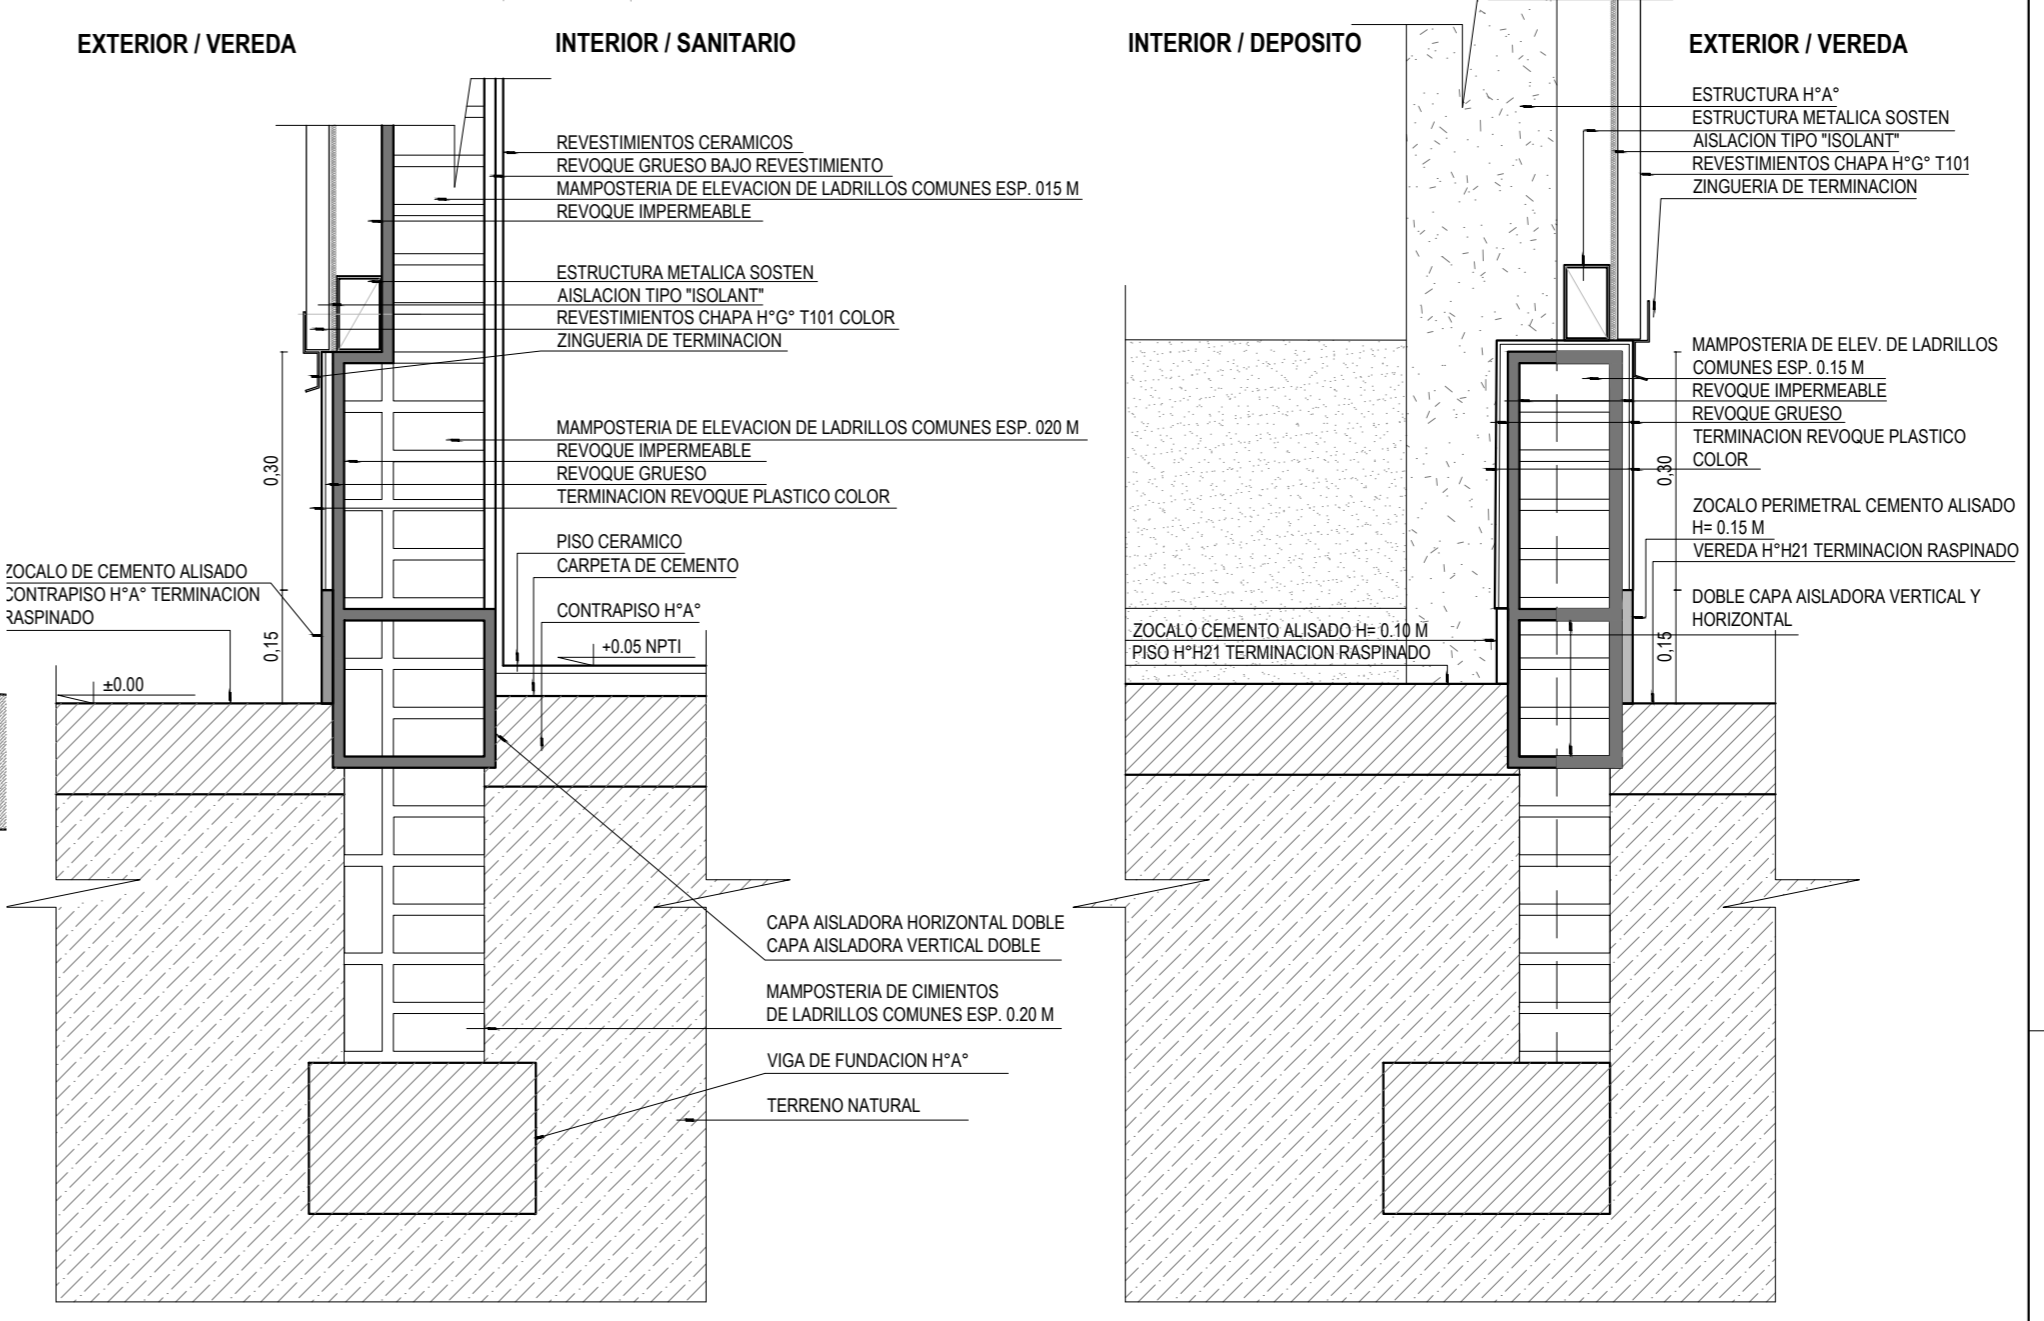 EXTERIOR / VEREDA
INTERIOR / SANITARIO
REVESTIMIENTOS CERAMICOS
REVOQUE GRUESO BAJO REVESTIMIENTO
MAMPOSTERIA DE ELEVACION DE LADRILLOS COMUNES ESP. 015 M
REVOQUE IMPERMEABLE
ESTRUCTURA METALICA SOSTEN
AISLACION TIPO "ISOLANT"
REVESTIMIENTOS CHAPA H°G° T101 COLOR
ZINGUERIA DE TERMINACION
MAMPOSTERIA DE ELEVACION DE LADRILLOS COMUNES ESP. 020 M
REVOQUE IMPERMEABLE
REVOQUE GRUESO
TERMINACION REVOQUE PLASTICO COLOR
0,30
PISO CERAMICO
CARPETA DE CEMENTO
ZOCALO DE CEMENTO ALISADO
CONTRAPISO H°A° TERMINACION
RASPINADO
CONTRAPISO H°A°
0,15
+0.05 NPTI
±0.00
CAPA AISLADORA HORIZONTAL DOBLE
CAPA AISLADORA VERTICAL DOBLE
MAMPOSTERIA DE CIMIENTOS
DE LADRILLOS COMUNES ESP. 0.20 M
VIGA DE FUNDACION H°A°
TERRENO NATURAL
INTERIOR / DEPOSITO
EXTERIOR / VEREDA
ESTRUCTURA H°A°
ESTRUCTURA METALICA SOSTEN
AISLACION TIPO "ISOLANT"
REVESTIMIENTOS CHAPA H°G° T101
ZINGUERIA DE TERMINACION
MAMPOSTERIA DE ELEV. DE LADRILLOS
COMUNES ESP. 0.15 M
REVOQUE IMPERMEABLE
REVOQUE GRUESO
TERMINACION REVOQUE PLASTICO
COLOR
0,30
ZOCALO PERIMETRAL CEMENTO ALISADO
H= 0.15 M
VEREDA H°H21 TERMINACION RASPINADO
DOBLE CAPA AISLADORA VERTICAL Y
HORIZONTAL
0,15
ZOCALO CEMENTO ALISADO H= 0.10 M
PISO H°H21 TERMINACION RASPINADO